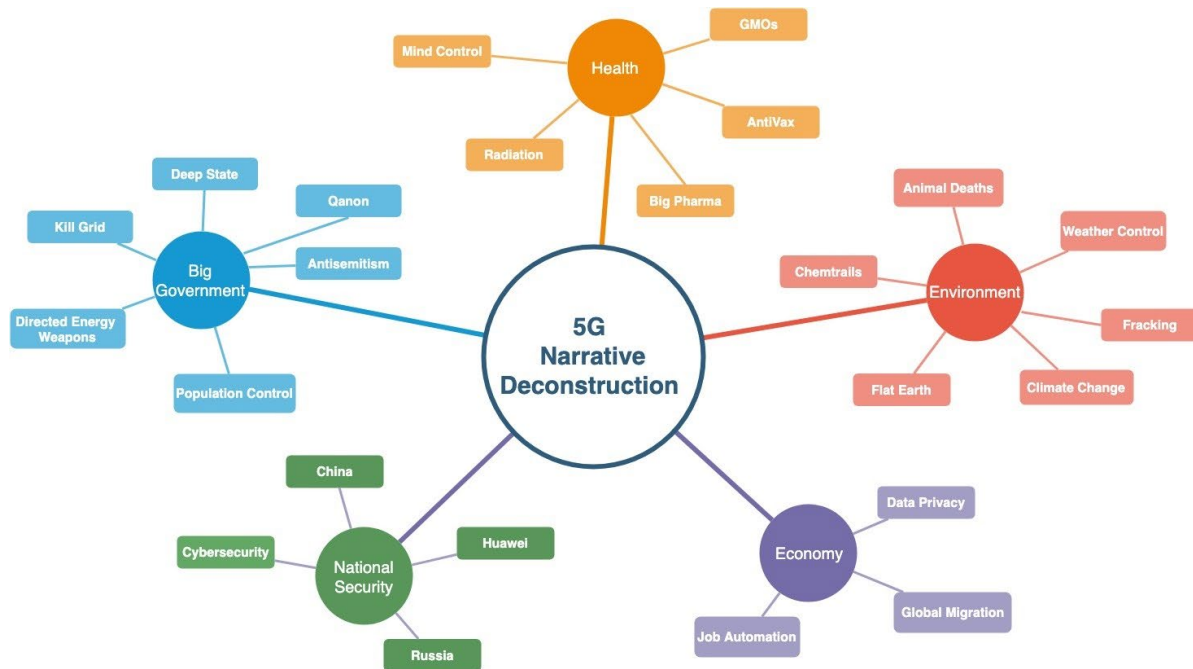 GMOs
Mind Control
Health
AntiVax
Radiation
Big Pharma
Deep State
Qanon
Kill Grid
Antisemitism
Big
Government
Directed Energy
Weapons
Population Control
Animal Deaths
Weather Control
Chemtrails
Environment
Fracking
Flat Earth
Climate Change
5G
Narrative
Deconstruction
China
Cybersecurity
Huawei
National
Security
Russia
Data Privacy
Economy
Global Migration
Job Automation